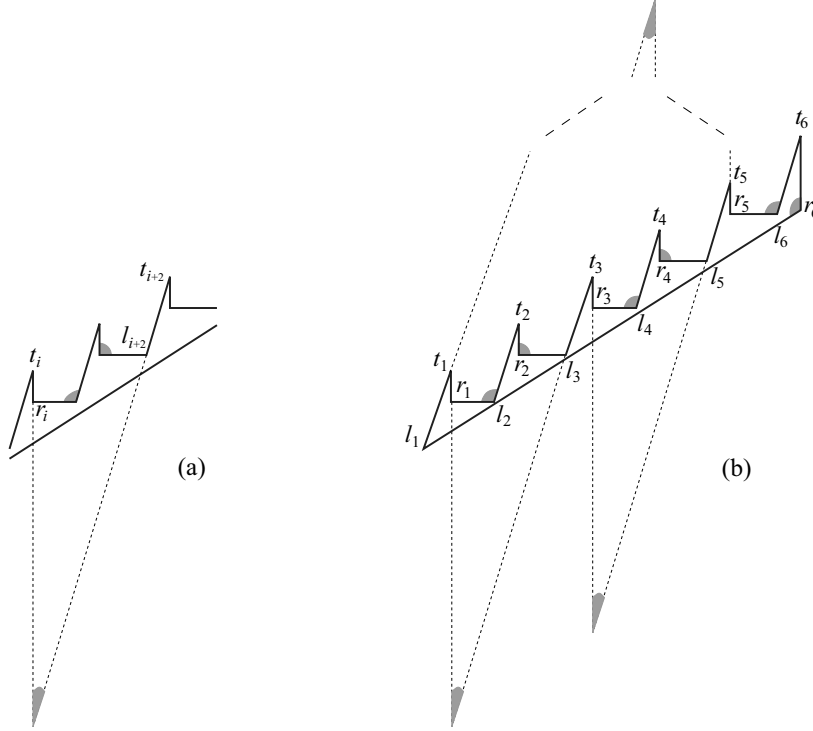 t_{i+2}
l_{i+2}
t_i
r_i
(a)
t_6
t_5
r_5
l_6
t_4
r_4
l_5
t_3
r_3
l_4
t_2
r_2
l_3
t_1
r_1
l_2
l_1
(b)